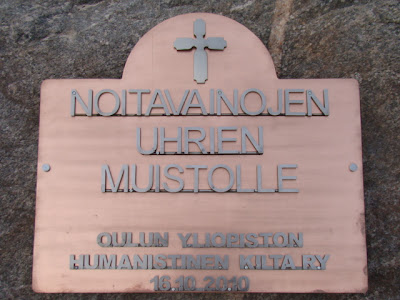 NOITAVAINOJEN
UHRIEN
MUISTOLLE
OULUN YLIOPISTON
HUMANISTINEN KILTA RY
16.10.2010